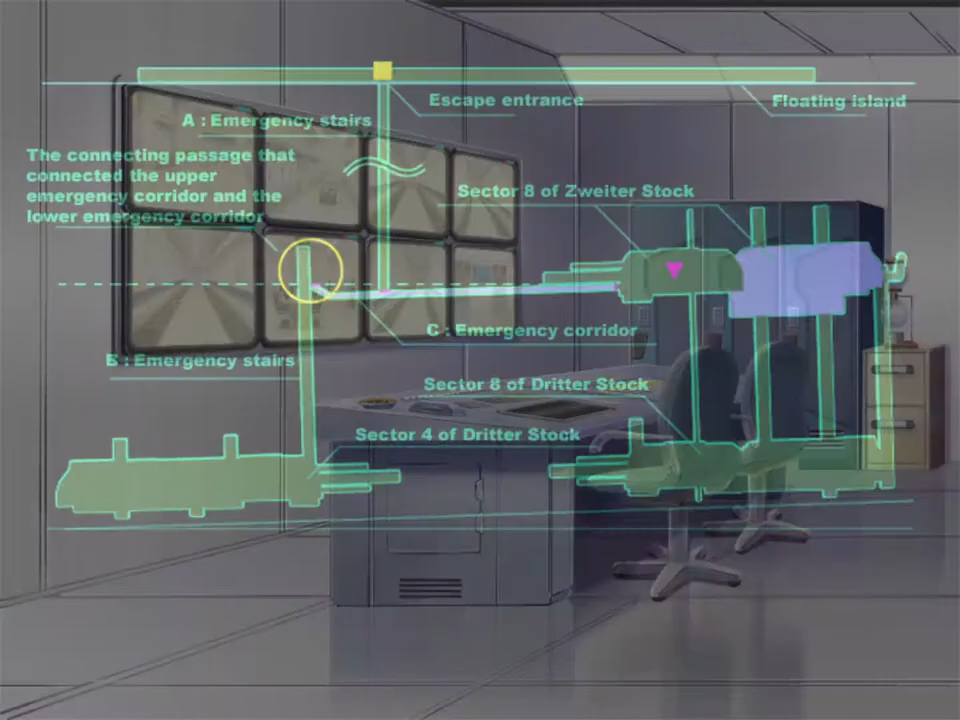 Escape entrance
Floating island
A : Emergency stairs
The connecting passage that
connected the upper
emergency corridor and the
lower emergency corridor
Sector 8 of Zweiter Stock
C : Emergency corridor
B : Emergency stairs
Sector 8 of Dritter Stock
Sector 4 of Dritter Stock